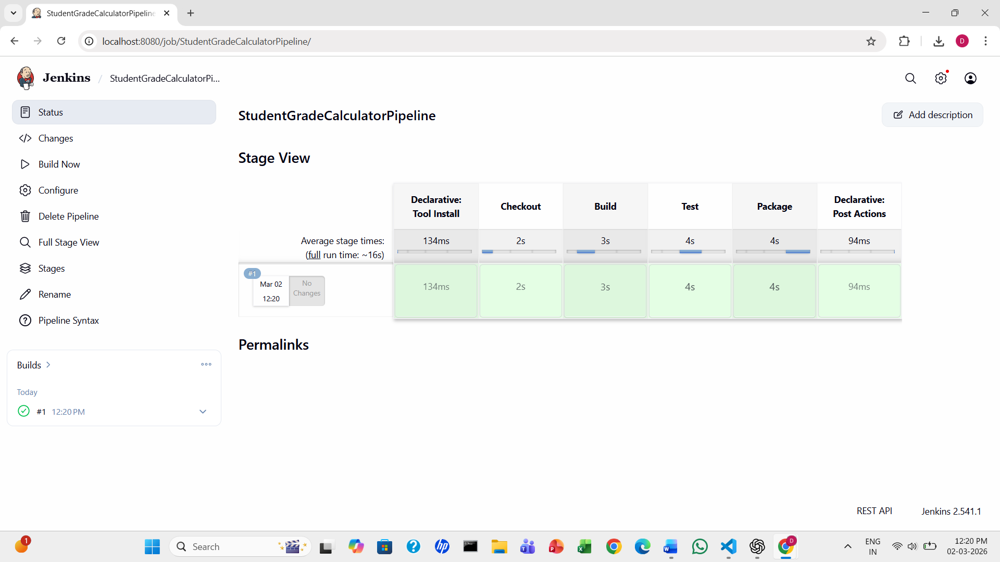 StudentGradeCalculatorPipeline
localhost:8080/job/StudentGradeCalculatorPipeline/
D
Jenkins / StudentGradeCalculatorPi...
Status
Changes
Build Now
Configure
Delete Pipeline
Full Stage View
Stages
Rename
Pipeline Syntax
Builds
Today
#1 12:20 PM
StudentGradeCalculatorPipeline
Add description
Stage View
Declarative: Tool Install
Checkout
Build
Test
Package
Declarative: Post Actions
Average stage times:
(full run time: ~16s)
134ms 2s 3s 4s 4s 94ms
#1
Mar 02
12:20
No Changes
134ms 2s 3s 4s 4s 94ms
Permalinks
REST API
Jenkins 2.541.1
1
Search
D
ENG
IN
12:20 PM
02-03-2026